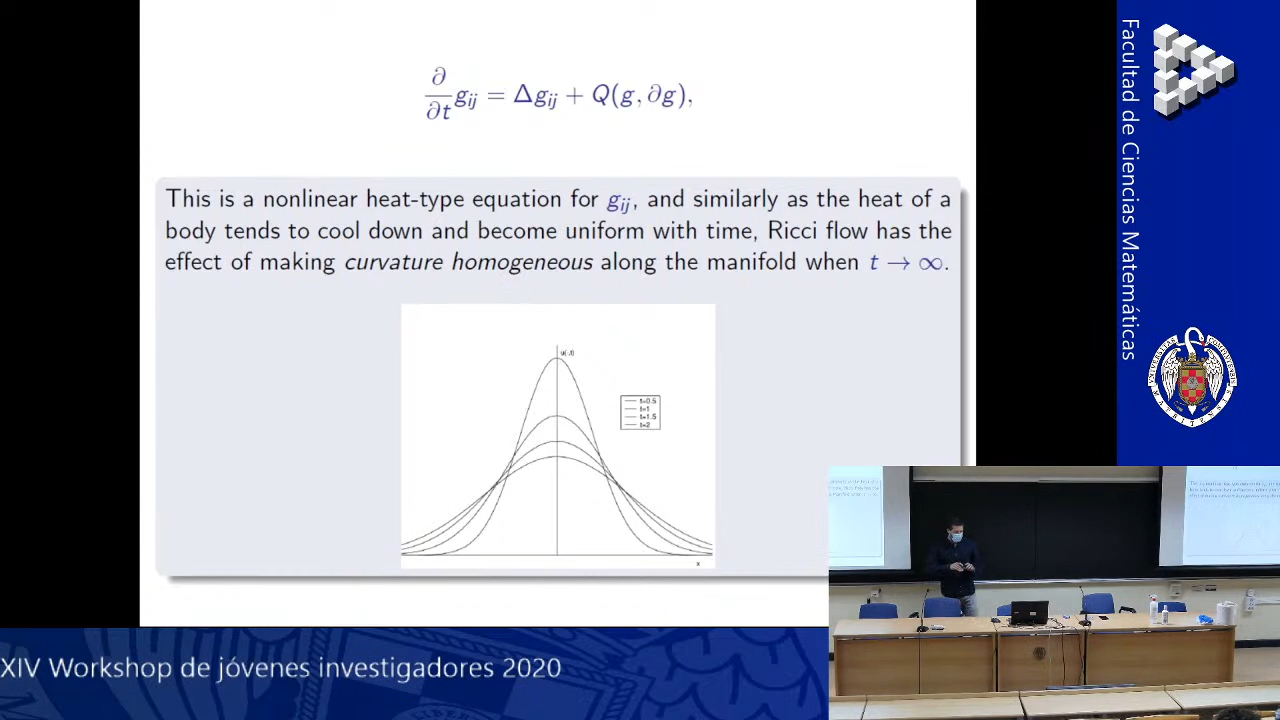 ∂/∂t g_ij = Δg_ij + Q(g, ∂g),
This is a nonlinear heat-type equation for g_ij, and similarly as the heat of a
body tends to cool down and become uniform with time, Ricci flow has the
effect of making curvature homogeneous along the manifold when t → ∞.
u(·,t)
t=0.5
t=1
t=1.5
t=2
x
Facultad de Ciencias Matemáticas
XIV Workshop de jóvenes investigadores 2020